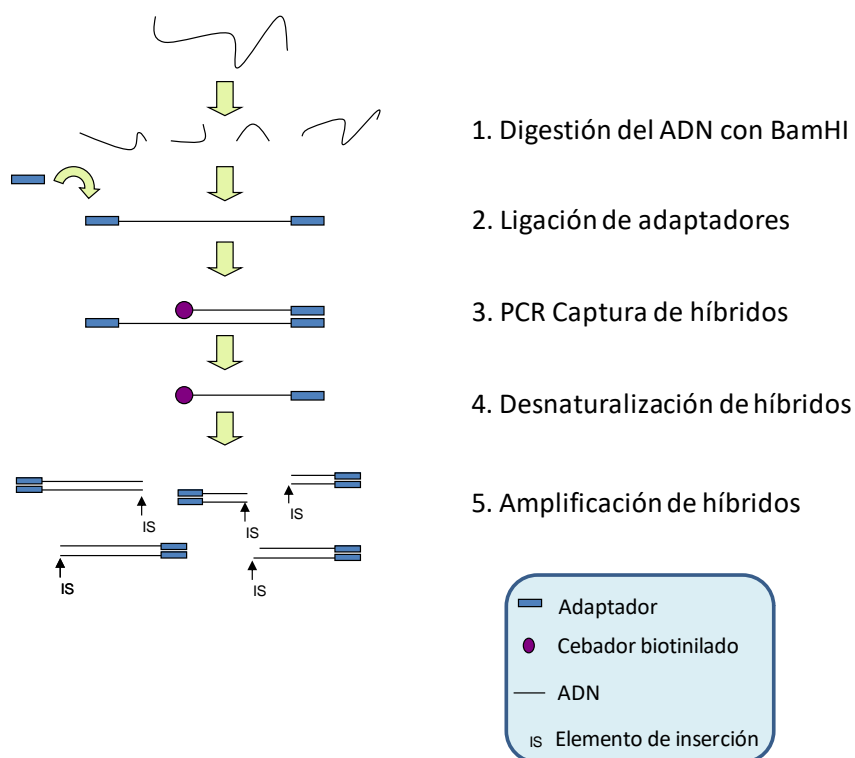 1. Digestión del ADN con BamHI
2. Ligación de adaptadores
3. PCR Captura de híbridos
4. Desnaturalización de híbridos
5. Amplificación de híbridos
IS
IS
IS
IS
IS
Adaptador
Cebador biotinilado
ADN
IS Elemento de inserción